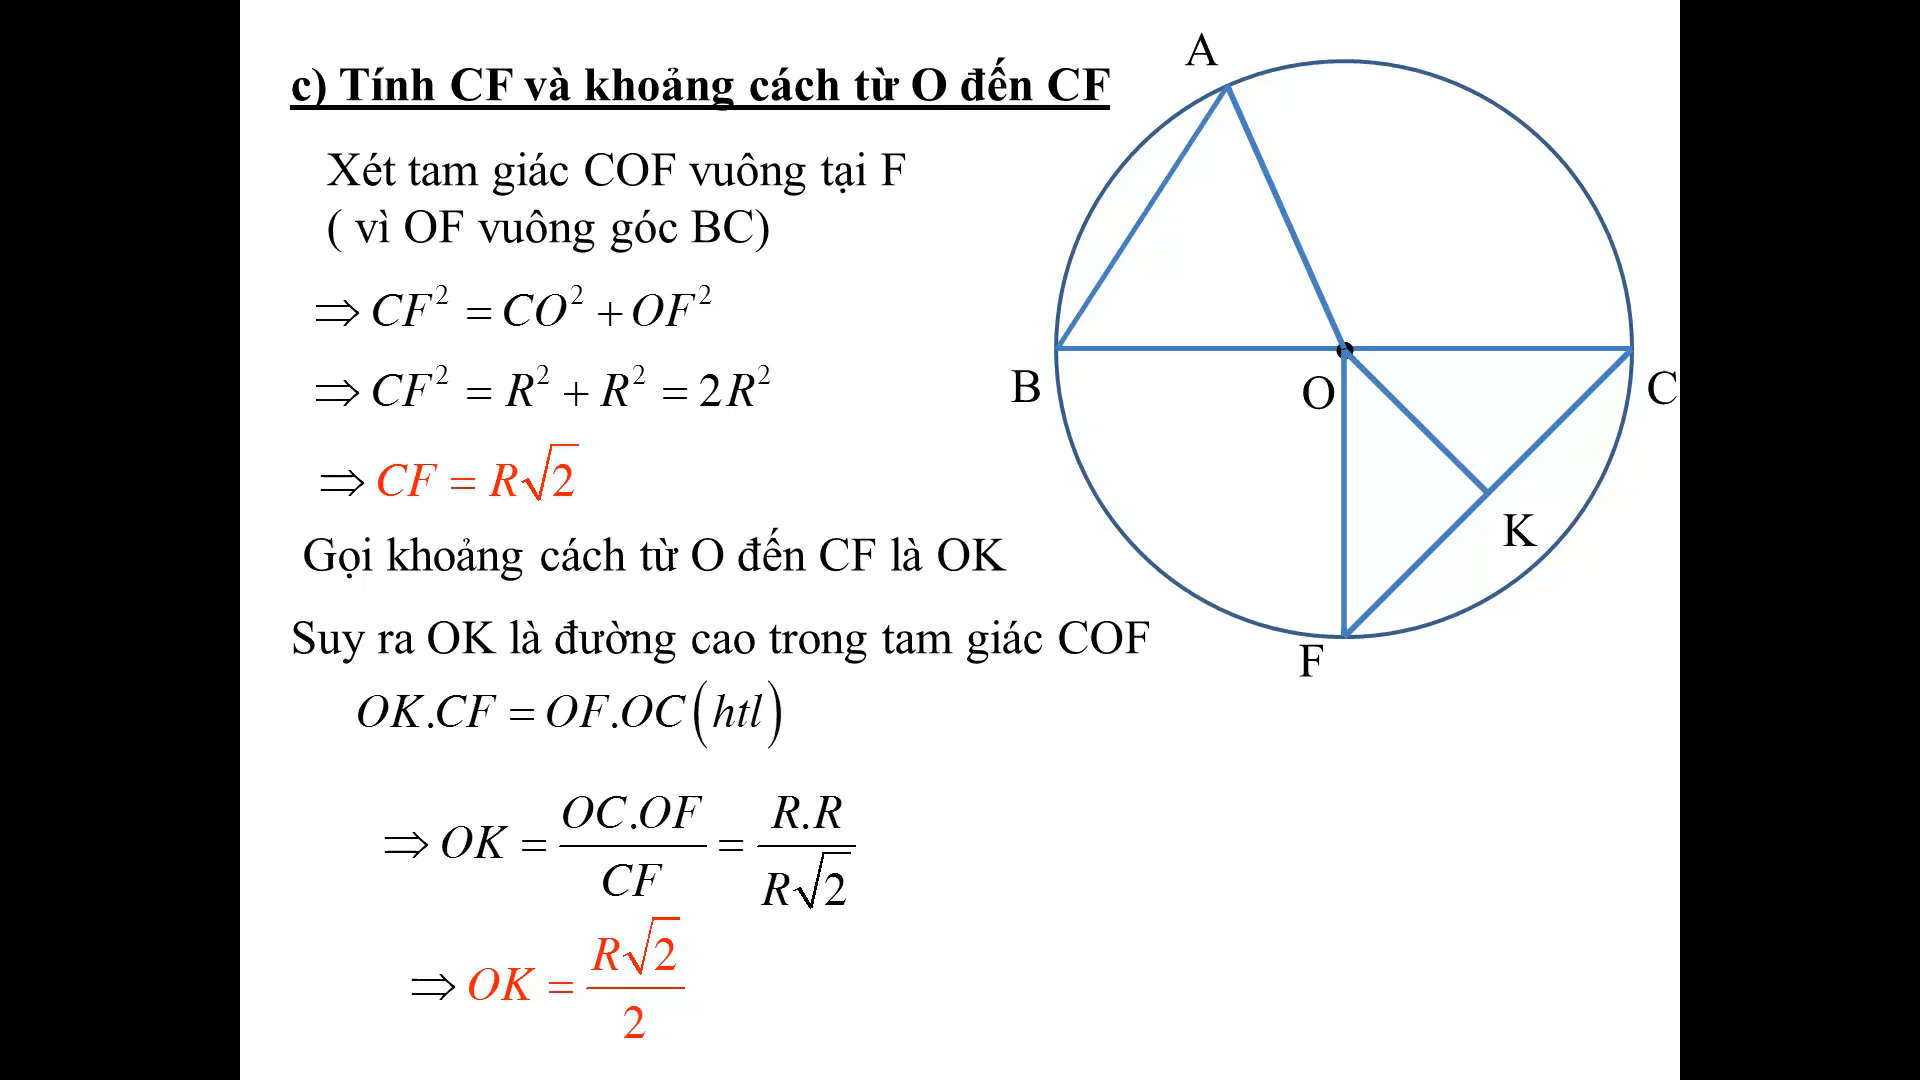 c) Tính CF và khoảng cách từ O đến CF
Xét tam giác COF vuông tại F
( vì OF vuông góc BC)
⇒ CF² = CO² + OF²
⇒ CF² = R² + R² = 2R²
⇒ CF = R√2
Gọi khoảng cách từ O đến CF là OK
Suy ra OK là đường cao trong tam giác COF
OK.CF = OF.OC (htl)
⇒ OK = OC.OF / CF = R.R / R√2
⇒ OK = R√2 / 2
A
B
O
C
K
F